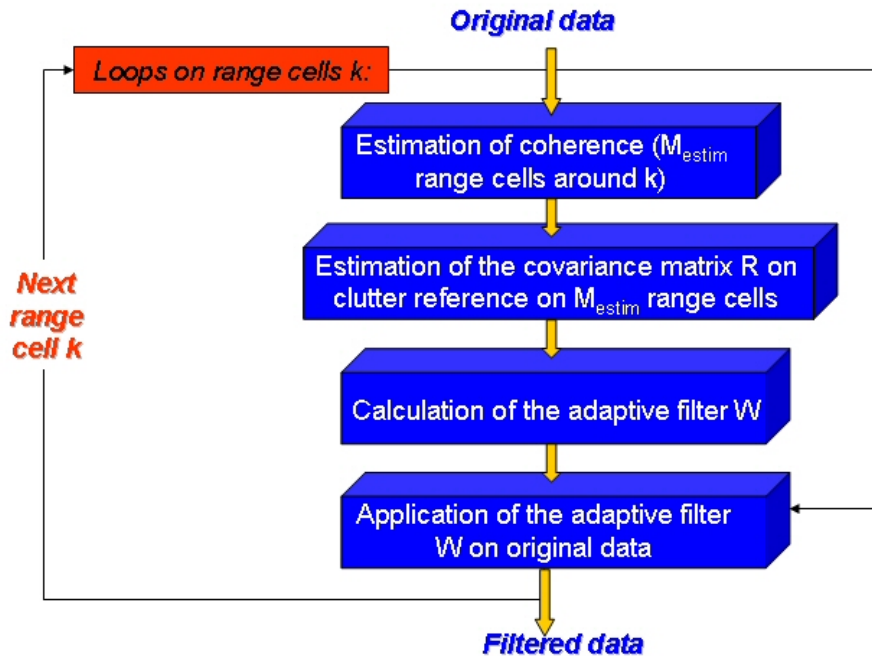 Original data
Loops on range cells k:
Estimation of coherence (M_estim
range cells around k)
Estimation of the covariance matrix R on
clutter reference on M_estim range cells
Next
range
cell k
Calculation of the adaptive filter W
Application of the adaptive filter
W on original data
Filtered data